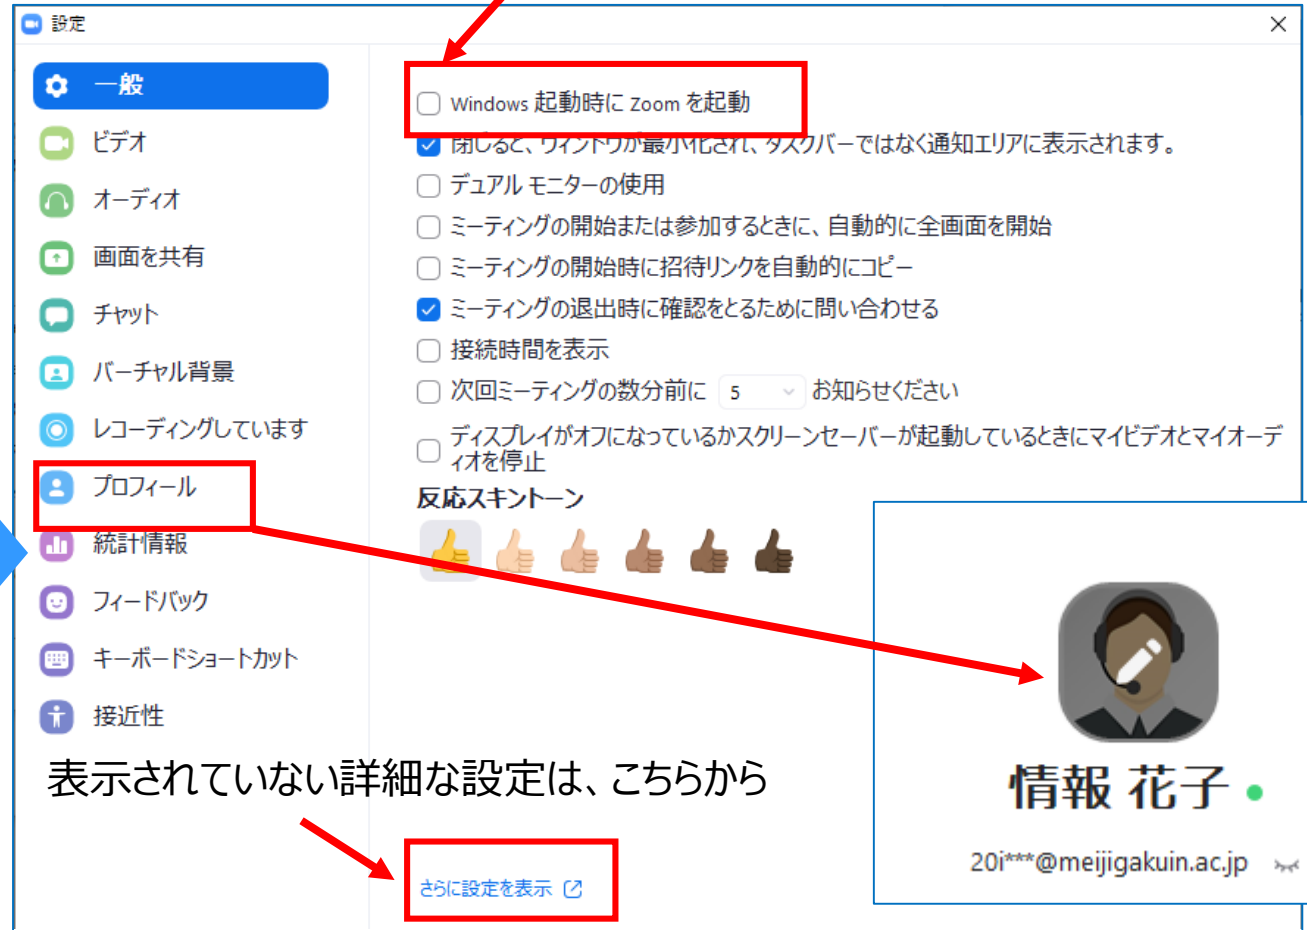 設定
一般
ビデオ
オーディオ
画面を共有
チャット
バーチャル背景
レコーディングしています
プロフィール
統計情報
フィードバック
キーボードショートカット
接近性
Windows 起動時に Zoom を起動
閉じると、ウィンドウが最小化され、タスクバーではなく通知エリアに表示されます。
デュアル モニターの使用
ミーティングの開始または参加するときに、自動的に全画面を開始
ミーティングの開始時に招待リンクを自動的にコピー
ミーティングの退出時に確認をとるために問い合わせる
接続時間を表示
次回ミーティングの数分前に 5 お知らせください
ディスプレイがオフになっているかスクリーンセーバーが起動しているときにマイビデオとマイオーデ
ィオを停止
反応スキントーン
情報 花子
20i***@meijigakuin.ac.jp
表示されていない詳細な設定は、こちらから
さらに設定を表示